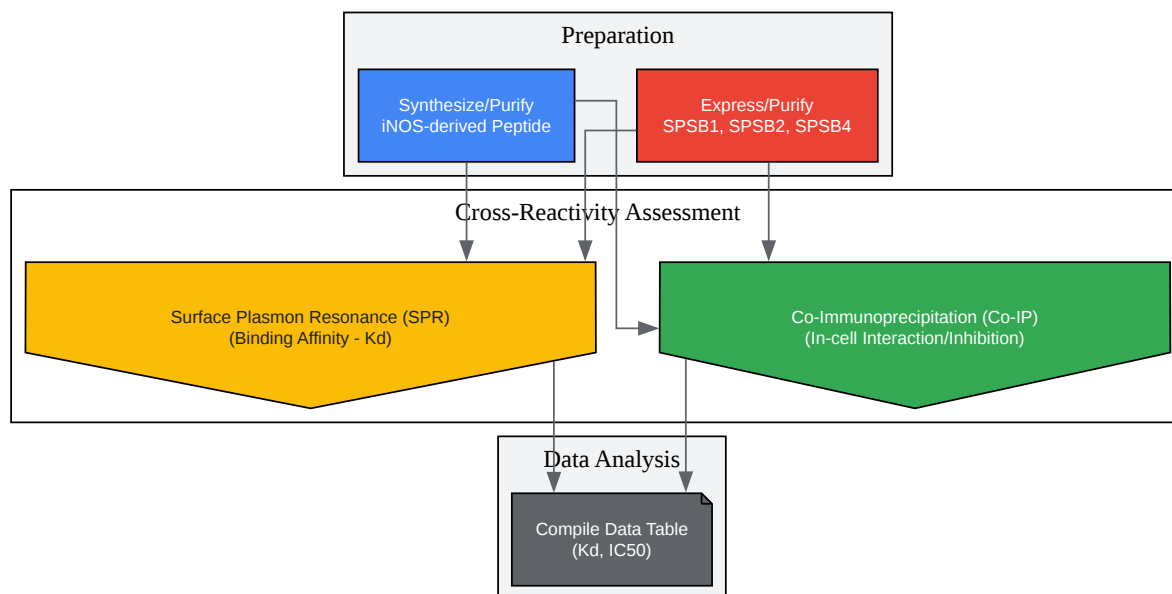 Preparation
Synthesize/Purify
iNOS-derived Peptide
Express/Purify
SPSB1, SPSB2, SPSB4
Cross-Reactivity Assessment
Surface Plasmon Resonance (SPR)
(Binding Affinity - Kd)
Co-Immunoprecipitation (Co-IP)
(In-cell Interaction/Inhibition)
Data Analysis
Compile Data Table
(Kd, IC50)